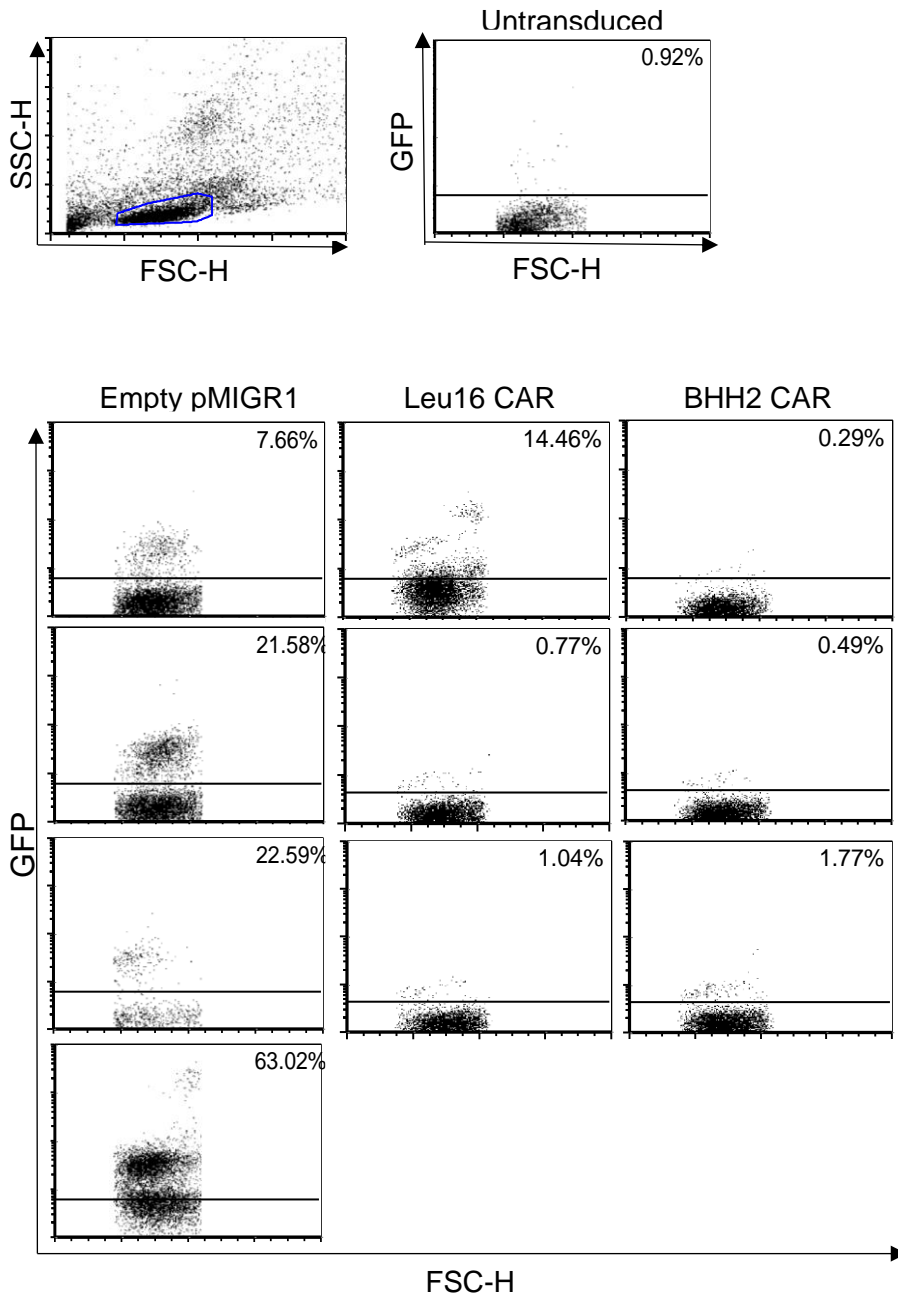 Untransduced
SSC-H
FSC-H
GFP
0.92%
FSC-H
Empty pMIGR1
Leu16 CAR
BHH2 CAR
7.66%
14.46%
0.29%
21.58%
0.77%
0.49%
22.59%
1.04%
1.77%
63.02%
GFP
FSC-H